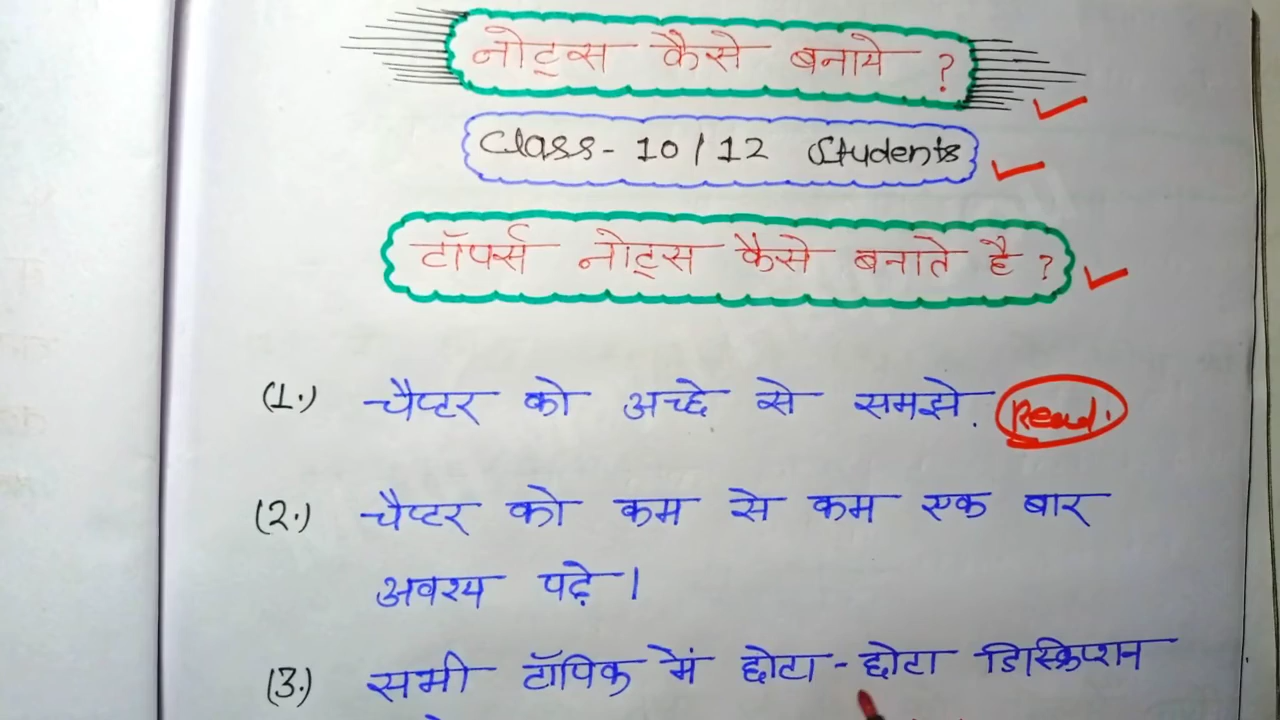 नोट्स कैसे बनाये ?
Class- 10/12 Students
टॉपर्स नोट्स कैसे बनाते है ?
(1.) चैप्टर को अच्छे से समझे. Read.
(2.) चैप्टर को कम से कम एक बार
अवश्य पढ़े ।
(3.) सभी टॉपिक में छोटा-छोटा डिस्क्रिप्शन